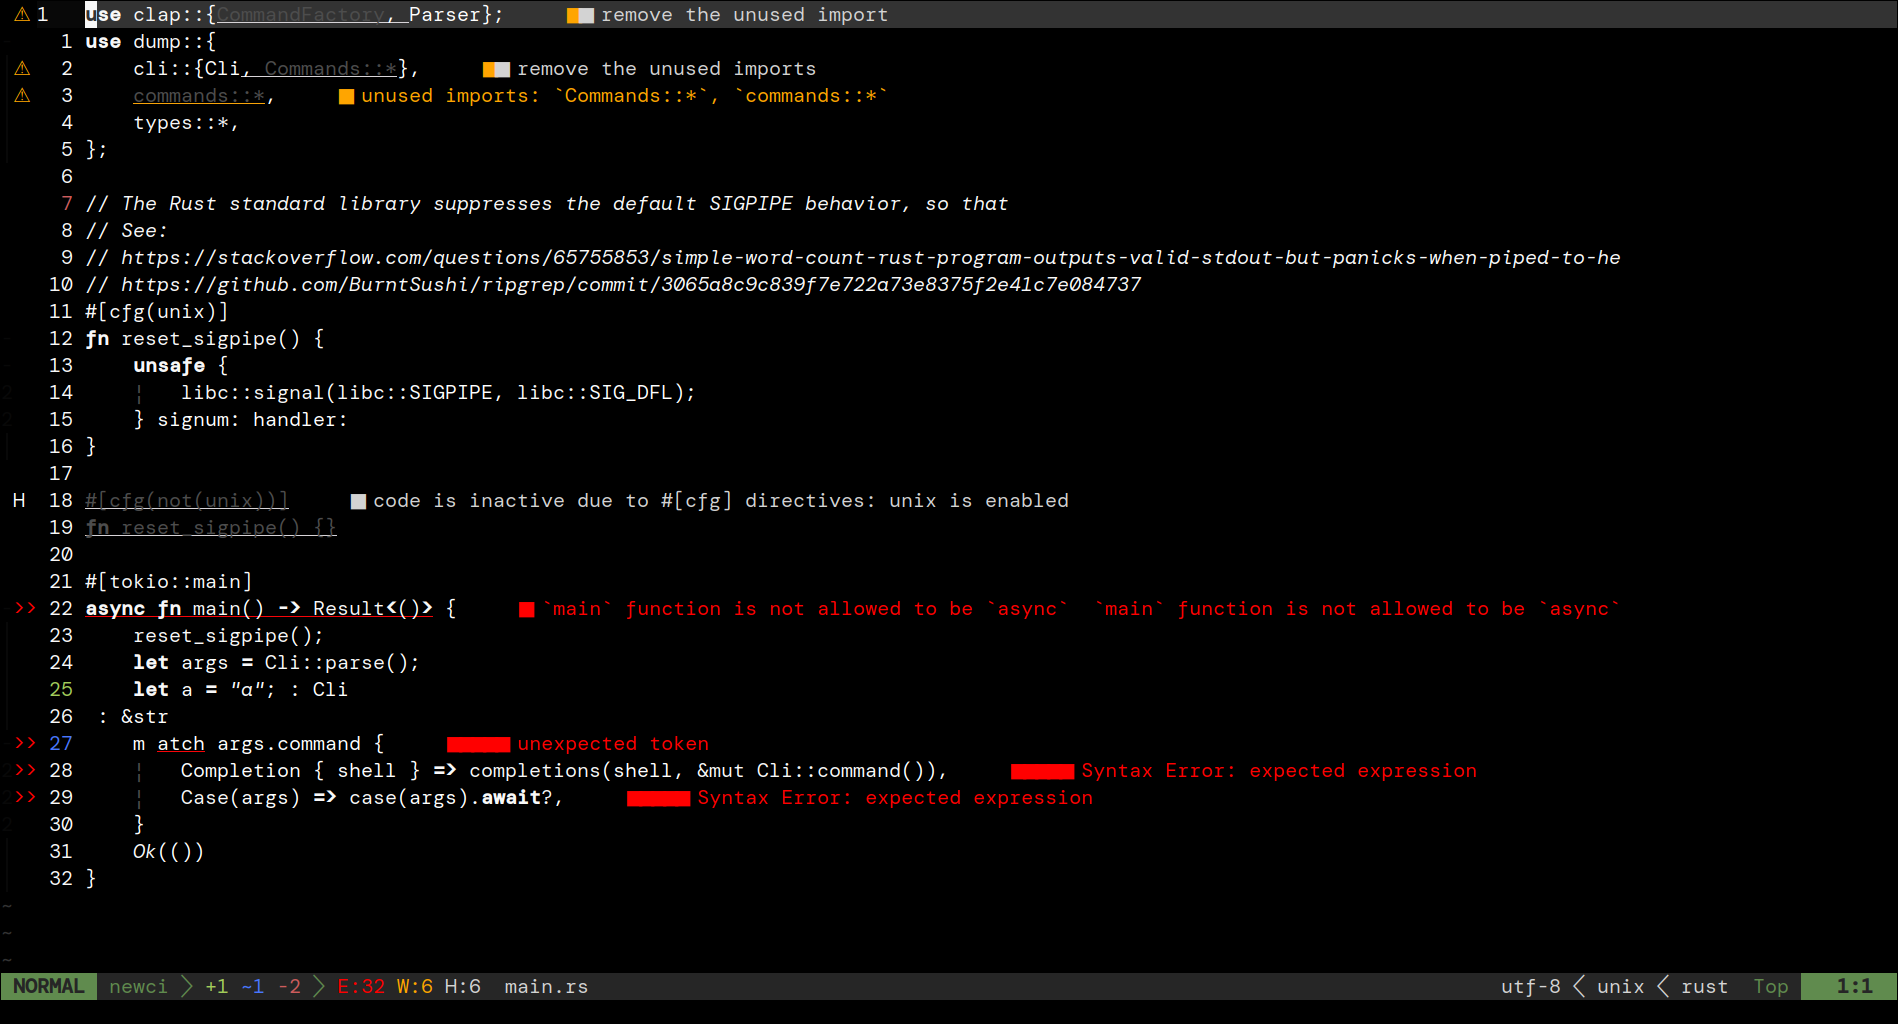 ⚠ 1 use clap::{CommandFactory, Parser}; remove the unused import
1 use dump::{
⚠ 2 cli::{Cli, Commands::*}, remove the unused imports
⚠ 3 commands::*, unused imports: `Commands::*`, `commands::*`
4 types::*,
5 };
6
7 // The Rust standard library suppresses the default SIGPIPE behavior, so that
8 // See:
9 // https://stackoverflow.com/questions/65755853/simple-word-count-rust-program-outputs-valid-stdout-but-panicks-when-piped-to-he
10 // https://github.com/BurntSushi/ripgrep/commit/3065a8c9c839f7e722a73e8375f2e41c7e084737
11 #[cfg(unix)]
12 fn reset_sigpipe() {
13 unsafe {
14 ¦ libc::signal(libc::SIGPIPE, libc::SIG_DFL);
15 } signum: handler:
16 }
17
H 18 #[cfg(not(unix))] code is inactive due to #[cfg] directives: unix is enabled
19 fn reset_sigpipe() {}
20
21 #[tokio::main]
>> 22 async fn main() -> Result<()> { `main` function is not allowed to be `async` `main` function is not allowed to be `async`
23 reset_sigpipe();
24 let args = Cli::parse();
25 let a = "a"; : Cli
26 : &str
>> 27 m atch args.command { unexpected token
>> 28 ¦ Completion { shell } => completions(shell, &mut Cli::command()), Syntax Error: expected expression
>> 29 ¦ Case(args) => case(args).await?, Syntax Error: expected expression
30 }
31 Ok(())
32 }
~
~
~
NORMAL newci +1 ~1 -2 E:32 W:6 H:6 main.rs utf-8 unix rust Top 1:1